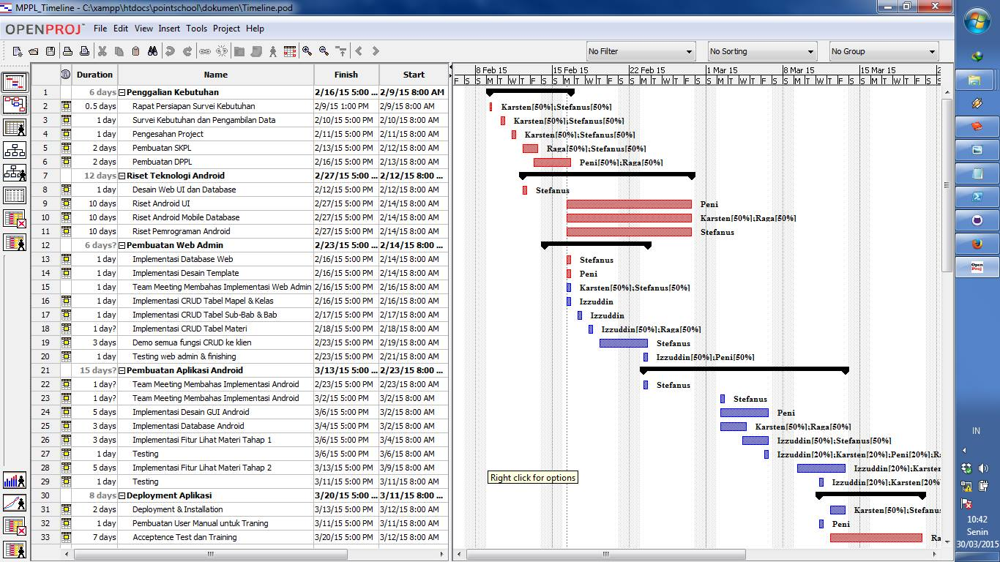 MPPL_Timeline - C:\xampp\htdocs\pointschool\dokumen\Timeline.pod
OPENPROJ File Edit View Insert Tools Project Help
No Filter No Sorting No Group
Duration Name Finish Start
8 Feb 15 15 Feb 15 22 Feb 15 1 Mar 15 8 Mar 15 15 Mar 15 2
F S S M T W T F S S M T W T F S S M T W T F S S M T W T F S S M T W T F S S M T W T F S
1 6 days Penggalian Kebutuhan 2/16/15 5:00 ... 2/9/15 8:00 AM
2 0.5 days Rapat Persiapan Survei Kebutuhan 2/9/15 1:00 PM 2/9/15 8:00 AM Karsten[50%];Stefanus[50%]
3 1 day Survei Kebutuhan dan Pengambilan Data 2/10/15 5:00 PM 2/10/15 8:00 AM Karsten[50%];Stefanus[50%]
4 1 day Pengesahan Project 2/11/15 5:00 PM 2/11/15 8:00 AM Karsten[50%];Stefanus[50%]
5 2 days Pembuatan SKPL 2/13/15 5:00 PM 2/12/15 8:00 AM Raga[50%];Stefanus[50%]
6 2 days Pembuatan DPPL 2/16/15 5:00 PM 2/13/15 8:00 AM Peni[50%];Raga[50%]
7 12 days Riset Teknologi Android 2/27/15 5:00 ... 2/12/15 8:00 ...
8 1 day Desain Web UI dan Database 2/12/15 5:00 PM 2/12/15 8:00 AM Stefanus
9 10 days Riset Android UI 2/27/15 5:00 PM 2/14/15 8:00 AM Peni
10 10 days Riset Android Mobile Database 2/27/15 5:00 PM 2/14/15 8:00 AM Karsten[50%];Raga[50%]
11 10 days Riset Pemrograman Android 2/27/15 5:00 PM 2/14/15 8:00 AM Stefanus
12 6 days? Pembuatan Web Admin 2/23/15 5:00 ... 2/14/15 8:00 ...
13 1 day Implementasi Database Web 2/16/15 5:00 PM 2/14/15 8:00 AM Stefanus
14 1 day Implementasi Desain Template 2/16/15 5:00 PM 2/14/15 8:00 AM Peni
15 1 day Team Meeting Membahas Implementasi Web Admin 2/16/15 5:00 PM 2/16/15 8:00 AM Karsten[50%];Stefanus[50%]
16 1 day Implementasi CRUD Tabel Mapel & Kelas 2/16/15 5:00 PM 2/16/15 8:00 AM Izzuddin
17 1 day Implementasi CRUD Tabel Sub-Bab & Bab 2/17/15 5:00 PM 2/17/15 8:00 AM Izzuddin
18 1 day? Implementasi CRUD Tabel Materi 2/18/15 5:00 PM 2/18/15 8:00 AM Izzuddin[50%];Raga[50%]
19 3 days Demo semua fungsi CRUD ke klien 2/23/15 5:00 PM 2/19/15 8:00 AM Stefanus
20 1 day Testing web admin & finishing 2/23/15 5:00 PM 2/21/15 8:00 AM Izzuddin[50%];Peni[50%]
21 15 days? Pembuatan Aplikasi Android 3/13/15 5:00 ... 2/23/15 8:00 ...
22 1 day? Team Meeting Membahas Implementasi Android 2/23/15 5:00 PM 2/23/15 8:00 AM Stefanus
23 1 day? Team Meeting Membahas Implementasi Android 3/2/15 5:00 PM 3/2/15 8:00 AM Stefanus
24 5 days Implementasi Desain GUI Android 3/6/15 5:00 PM 3/2/15 8:00 AM Peni
25 3 days Implementasi Database Android 3/4/15 5:00 PM 3/2/15 8:00 AM Karsten[50%];Raga[50%]
26 3 days Implementasi Fitur Lihat Materi Tahap 1 3/6/15 5:00 PM 3/4/15 8:00 AM Izzuddin[50%];Stefanus[50%]
27 1 day Testing 3/6/15 5:00 PM 3/6/15 8:00 AM Izzuddin[20%];Karsten[20%];Peni[20%];R
28 5 days Implementasi Fitur Lihat Materi Tahap 2 3/13/15 5:00 PM 3/9/15 8:00 AM Izzuddin[20%];Karsten
29 1 day Testing 3/11/15 5:00 PM 3/11/15 8:00 AM Izzuddin[20%];Karsten[20%
30 8 days Deployment Aplikasi 3/20/15 5:00 ... 3/11/15 8:00 ...
31 2 days Deployment & Installation 3/13/15 5:00 PM 3/12/15 8:00 AM Karsten[50%];Stefanus
32 1 day Pembuatan User Manual untuk Traning 3/11/15 5:00 PM 3/11/15 8:00 AM Peni
33 7 days Acceptence Test dan Training 3/20/15 5:00 PM 3/12/15 8:00 AM Ra
Right click for options
Open Proj
IN
10:42
Senin
30/03/2015